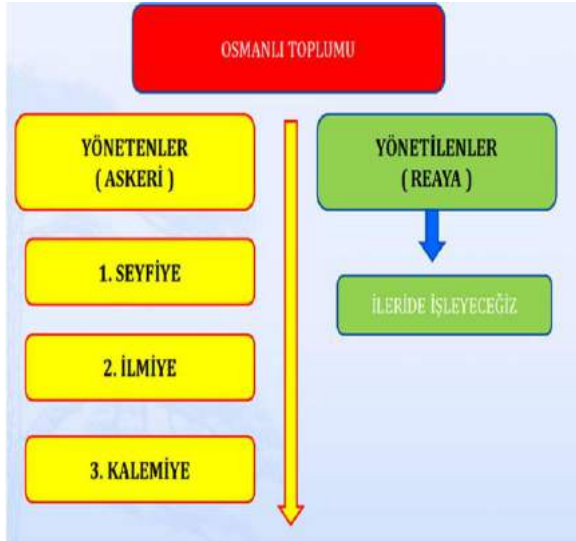 OSMANLI TOPLUMU
YÖNETENLER
( ASKERİ )
1. SEYFİYE
2. İLMİYE
3. KALEMİYE
YÖNETİLENLER
( REAYA )
İLERİDE İŞLEYECEĞİZ